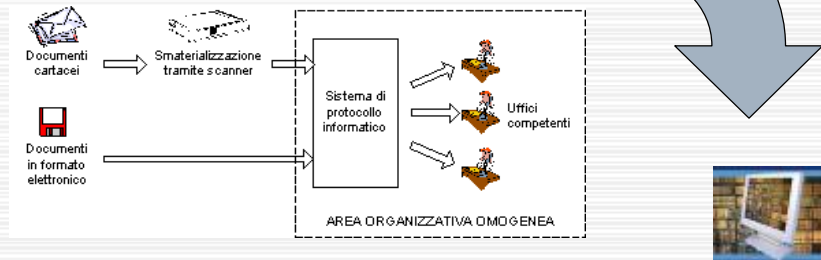 Documenti
cartacei
Smaterializzazione
tramite scanner
Documenti
in formato
elettronico
Sistema di
protocollo
informatico
Uffici
competenti
AREA ORGANIZZATIVA OMOGENEA